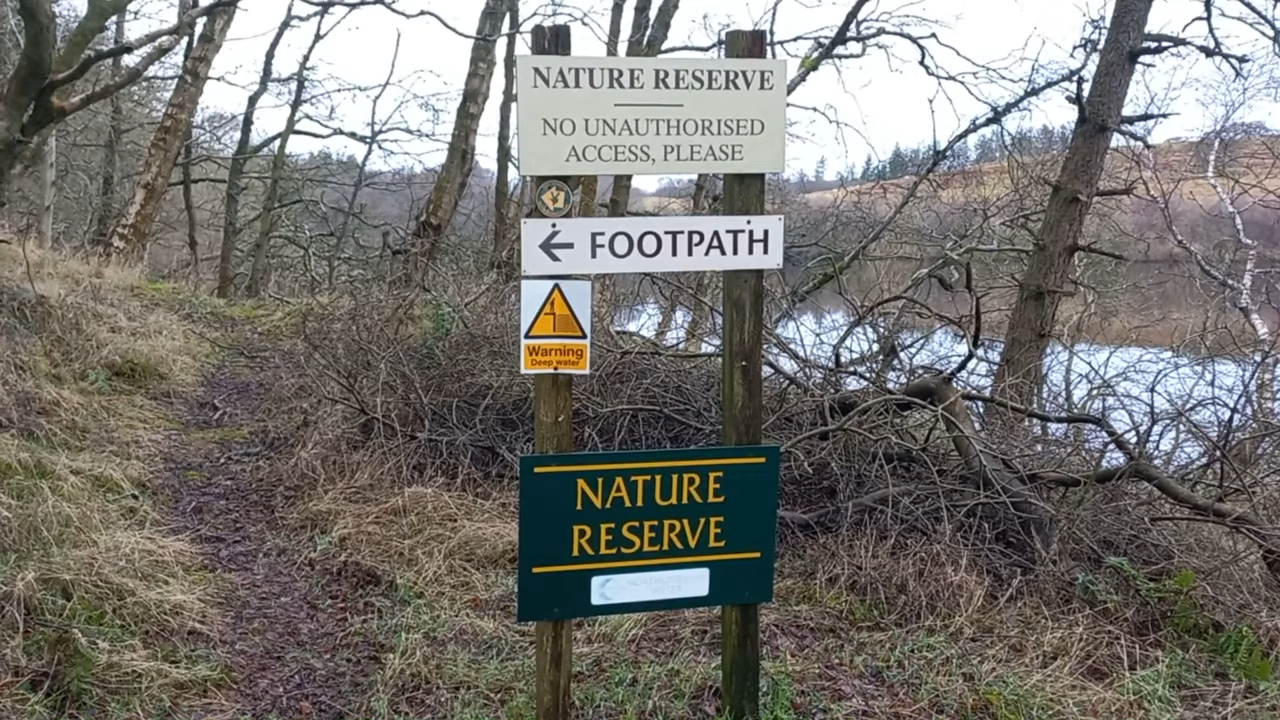 NATURE RESERVE
NO UNAUTHORISED
ACCESS, PLEASE
FOOTPATH
Warning
Deep water
NATURE
RESERVE